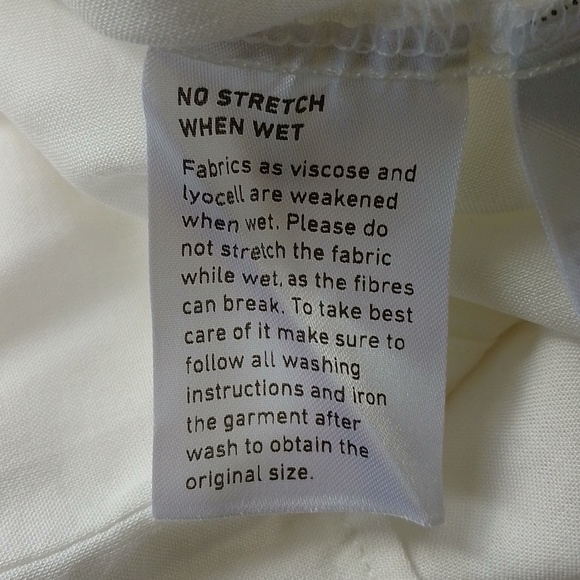 NO STRETCH
WHEN WET
Fabrics as viscose and
lyocell are weakened
when wet. Please do
not stretch the fabric
while wet, as the fibres
can break. To take best
care of it make sure to
follow all washing
instructions and iron
the garment after
wash to obtain the
original size.